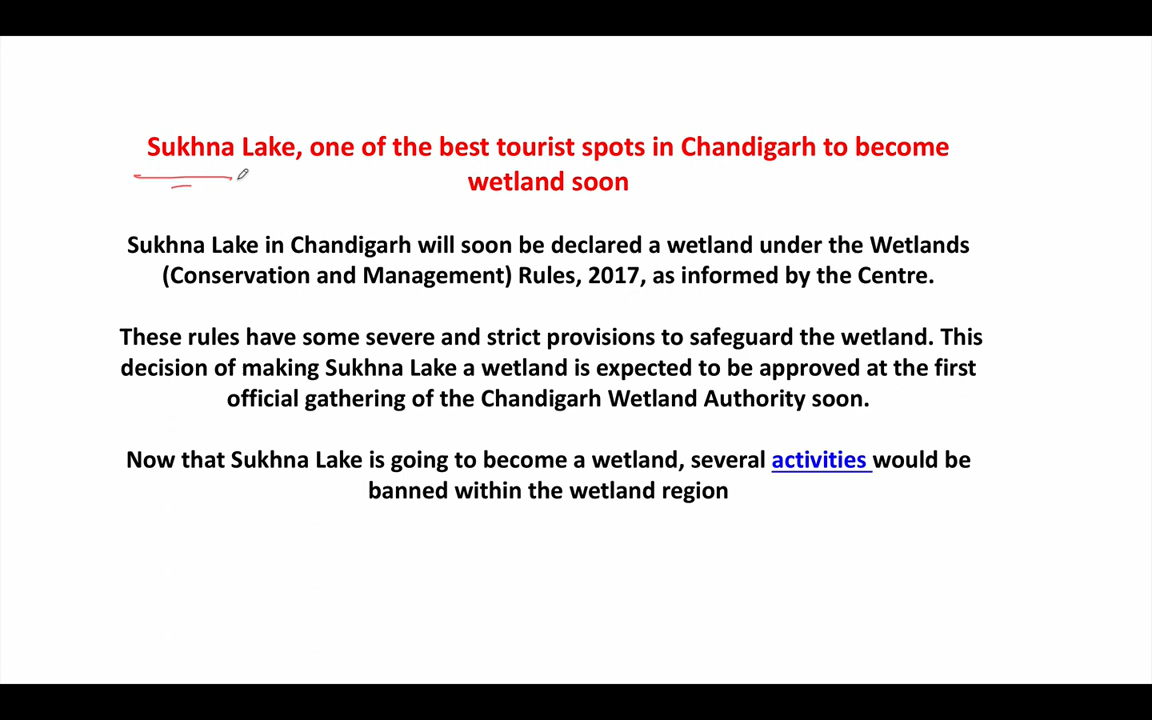 Sukhna Lake, one of the best tourist spots in Chandigarh to become
wetland soon
Sukhna Lake in Chandigarh will soon be declared a wetland under the Wetlands
(Conservation and Management) Rules, 2017, as informed by the Centre.
These rules have some severe and strict provisions to safeguard the wetland. This
decision of making Sukhna Lake a wetland is expected to be approved at the first
official gathering of the Chandigarh Wetland Authority soon.
Now that Sukhna Lake is going to become a wetland, several activities would be
banned within the wetland region